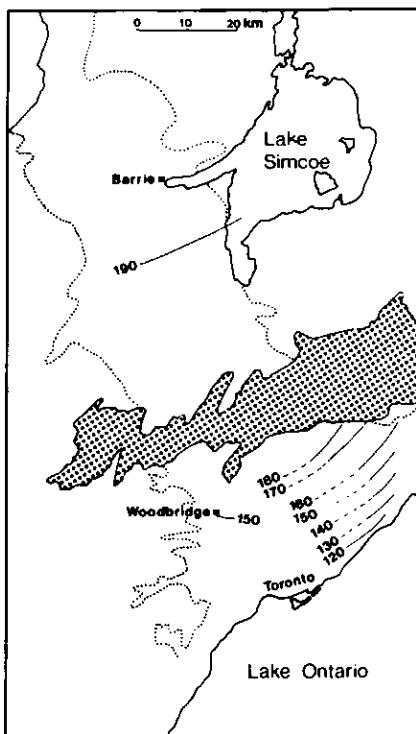 0 10 20 km
Lake
Simcoe
Barrie
190
180
170
Woodbridge 150
160
150
140
130
120
Toronto
Lake Ontario